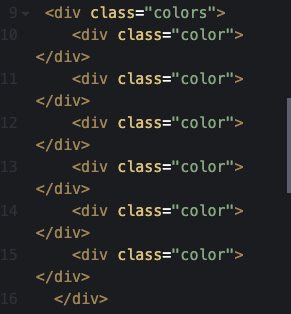 9 <div class="colors">
10 <div class="color">
</div>
11 <div class="color">
</div>
12 <div class="color">
</div>
13 <div class="color">
</div>
14 <div class="color">
</div>
15 <div class="color">
</div>
16 </div>